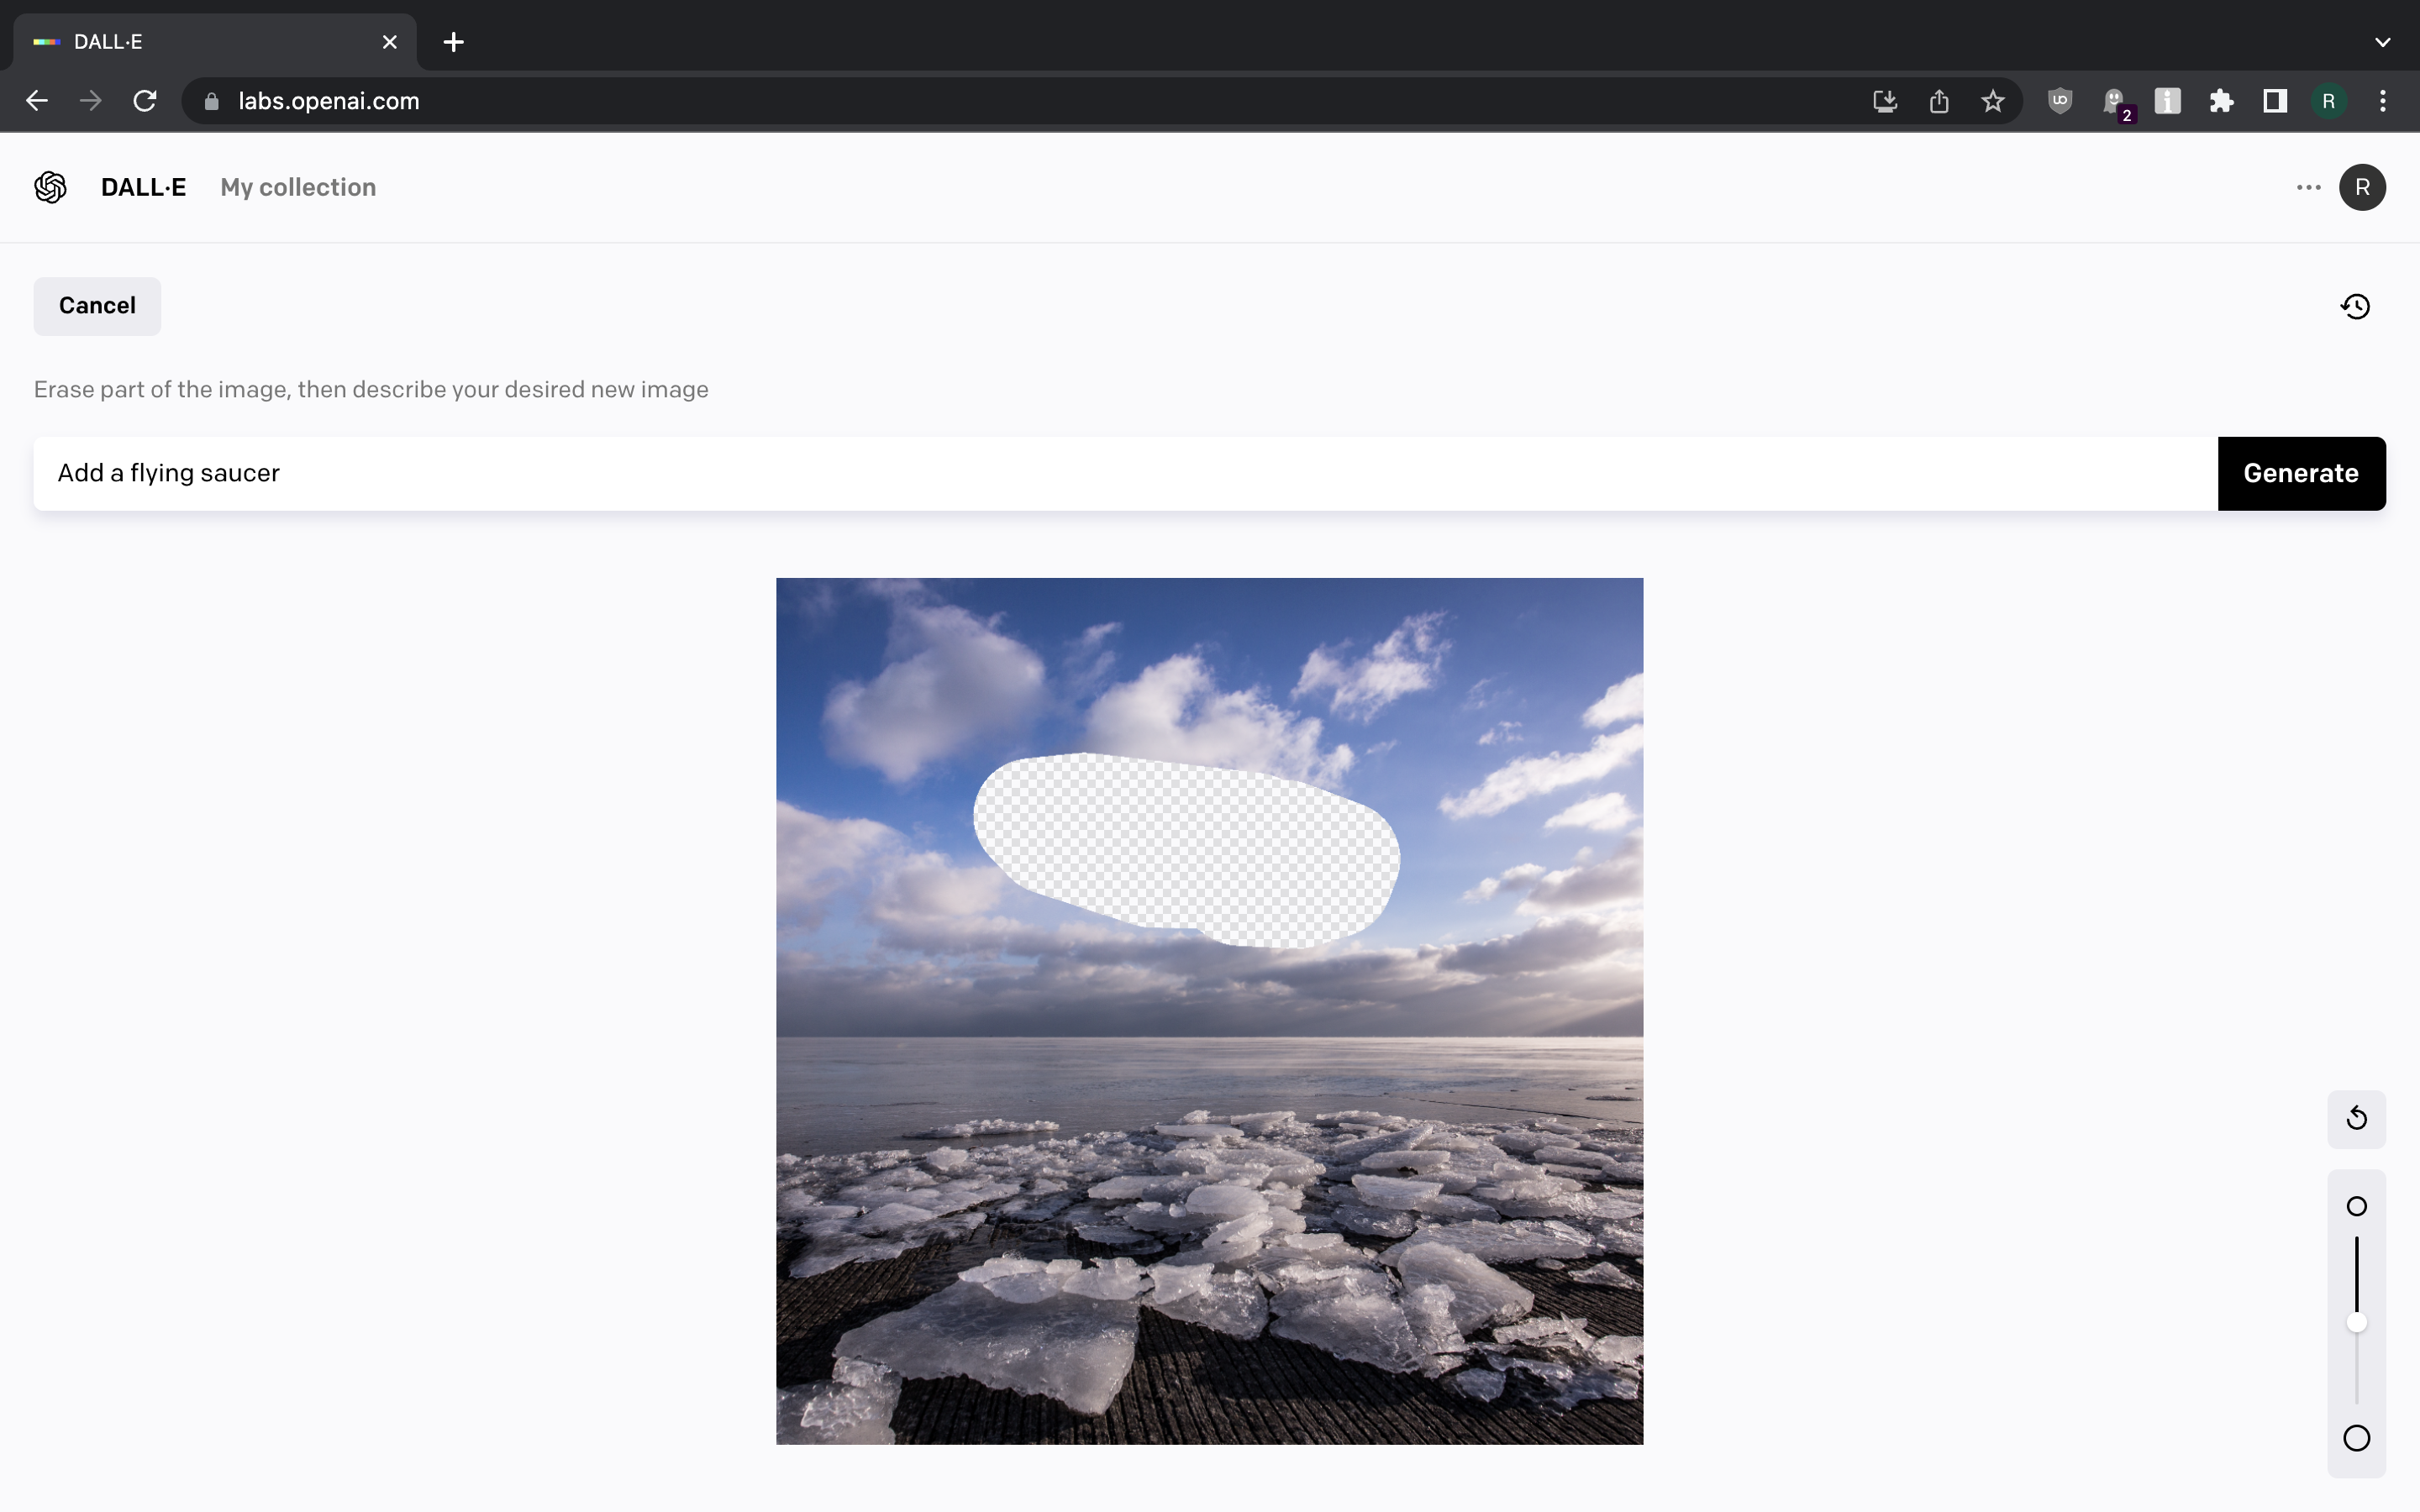 DALL·E
labs.openai.com
2
R
DALL·E My collection
R
Cancel
Erase part of the image, then describe your desired new image
Add a flying saucer
Generate